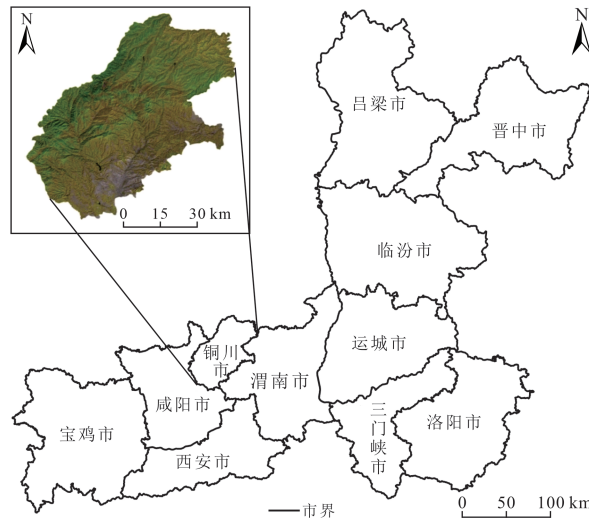 N
0 15 30 km
N
吕梁市
晋中市
临汾市
铜川市
运城市
渭南市
咸阳市
三门峡市
洛阳市
宝鸡市
西安市
市界
0 50 100 km